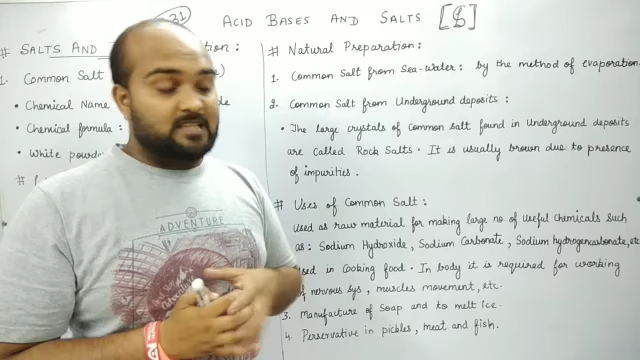 31
ACID BASES AND SALTS [8]
# SALTS AND
1. Common Salt
• Chemical Name
• Chemical formula :
• White powd
# Natural Preparation :
1. Common Salt from Sea-water : by the method of evaporation.
2. Common Salt from Underground deposits :
• The large crystals of common salt found in Underground deposits
are called Rock Salts. It is usually brown due to presence
of impurities.
# Uses of Common Salt :
used as raw material for making large no of useful chemicals such
as : Sodium Hydroxide, Sodium Carbonate, Sodium hydrogencarbonate, etc
used in Cooking food. In body it is required for working
of nervous sys, muscles movement, etc.
3. Manufacture of Soap and to melt ice.
4. Perservative in pickles, meat and fish.
ADVENTURE